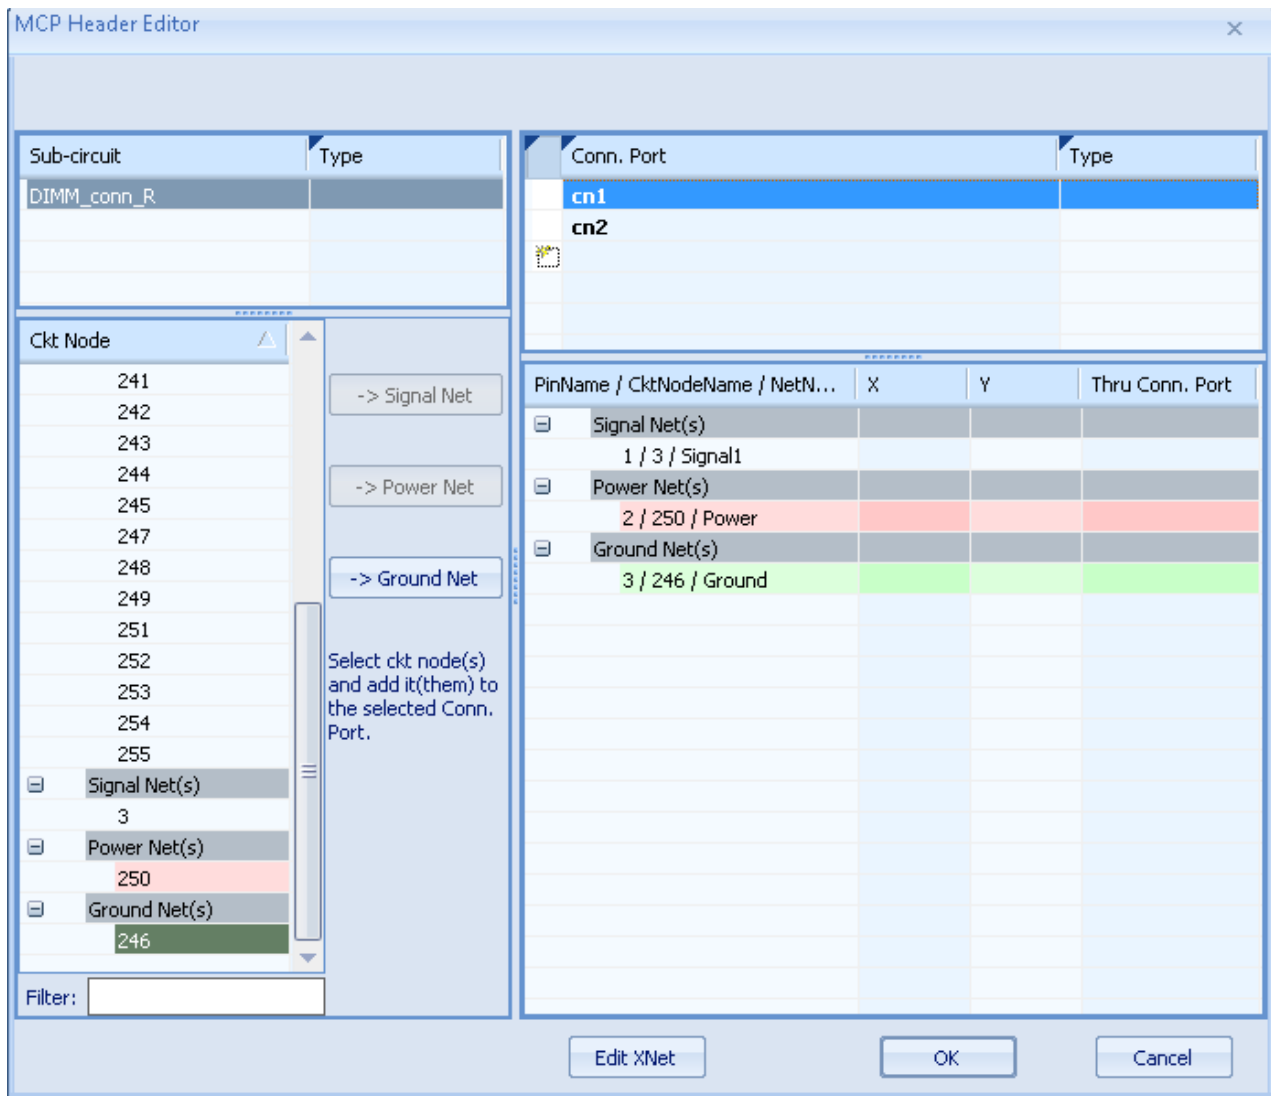 MCP Header Editor
Sub-circuit Type
DIMM_conn_R
Conn. Port Type
cn1
cn2
Ckt Node
241
242
243
244
245
247
248
249
251
252
253
254
255
Signal Net(s)
3
Power Net(s)
250
Ground Net(s)
246
Filter:
-> Signal Net
-> Power Net
-> Ground Net
Select ckt node(s)
and add it(them) to
the selected Conn.
Port.
PinName / CktNodeName / NetN... X Y Thru Conn. Port
Signal Net(s)
1 / 3 / Signal1
Power Net(s)
2 / 250 / Power
Ground Net(s)
3 / 246 / Ground
Edit XNet OK Cancel